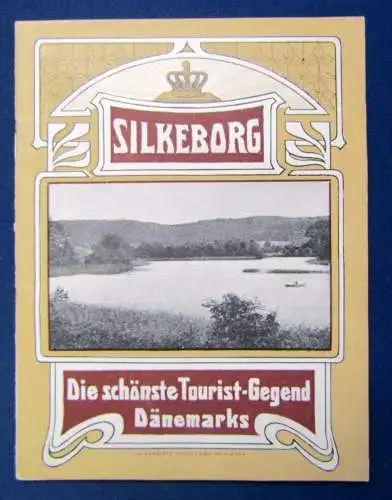 SILKEBORG
Die schönste Tourist-Gegend
Dänemarks